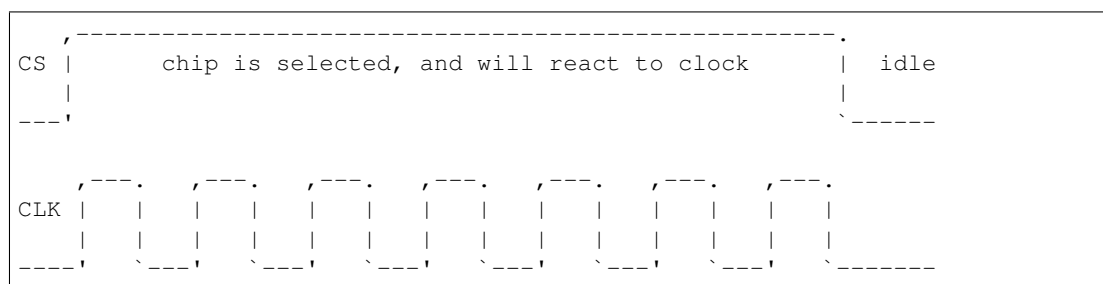 ,-----------------------------------------------------.
CS |        chip is selected, and will react to clock        |  idle
    |                                                     |
---'                                                     `------
     ,---.   ,---.   ,---.   ,---.   ,---.   ,---.   ,---.
CLK |   |   |   |   |   |   |   |   |   |   |   |   |   |
    |   |   |   |   |   |   |   |   |   |   |   |   |   |
----'   `---'   `---'   `---'   `---'   `---'   `---'   `-------